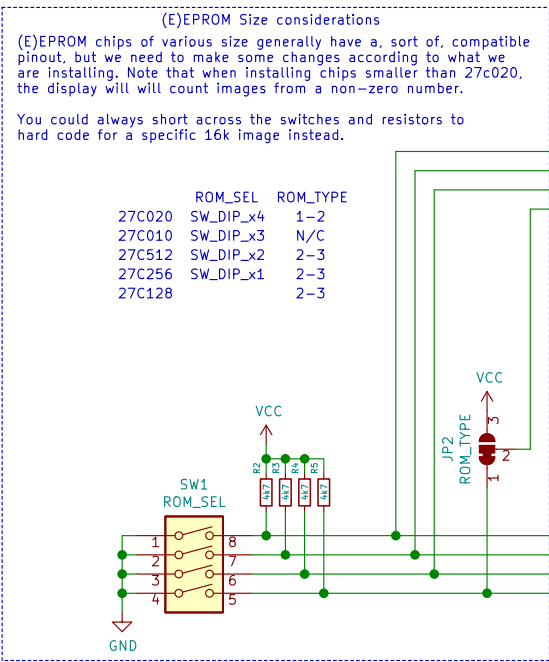 (E)EPROM Size considerations
(E)EPROM chips of various size generally have a, sort of, compatible
pinout, but we need to make some changes according to what we
are installing. Note that when installing chips smaller than 27c020,
the display will will count images from a non-zero number.
You could always short across the switches and resistors to
hard code for a specific 16k image instead.
ROM_SEL ROM_TYPE
27C020 SW_DIP_x4 1-2
27C010 SW_DIP_x3 N/C
27C512 SW_DIP_x2 2-3
27C256 SW_DIP_x1 2-3
27C128 2-3
VCC
JP2
ROM_TYPE
3
2
1
VCC
R2 R3 R4 R5
4k7 4k7 4k7 4k7
SW1
ROM_SEL
1 8
2 7
3 6
4 5
GND